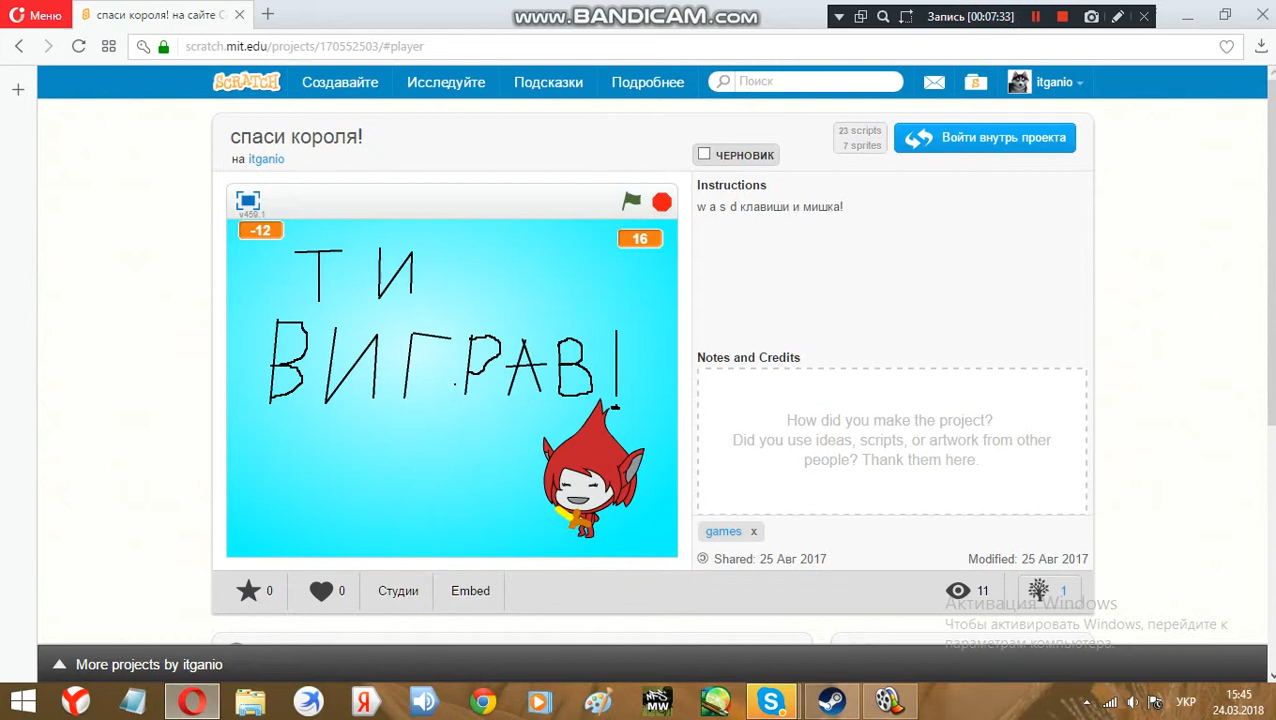 Меню
спаси короля! на сайте С
www.BANDICAM.com
Запись [00:07:33]
scratch.mit.edu/projects/170552503/#player
SCRATCH
Создавайте
Исследуйте
Подсказки
Подробнее
Поиск
itganio
спаси короля!
на itganio
ЧЕРНОВИК
23 scripts
7 sprites
Войти внутрь проекта
v459.1
-12
16
ТИ
ВИГРАВ!
Instructions
w a s d клавиши и мишка!
Notes and Credits
How did you make the project?
Did you use ideas, scripts, or artwork from other
people? Thank them here.
games x
Shared: 25 Авг 2017
Modified: 25 Авг 2017
0
0
Студии
Embed
11
1
Активация Windows
Чтобы активировать Windows, перейдите к
параметрам компьютера.
More projects by itganio
УКР
15:45
24.03.2018